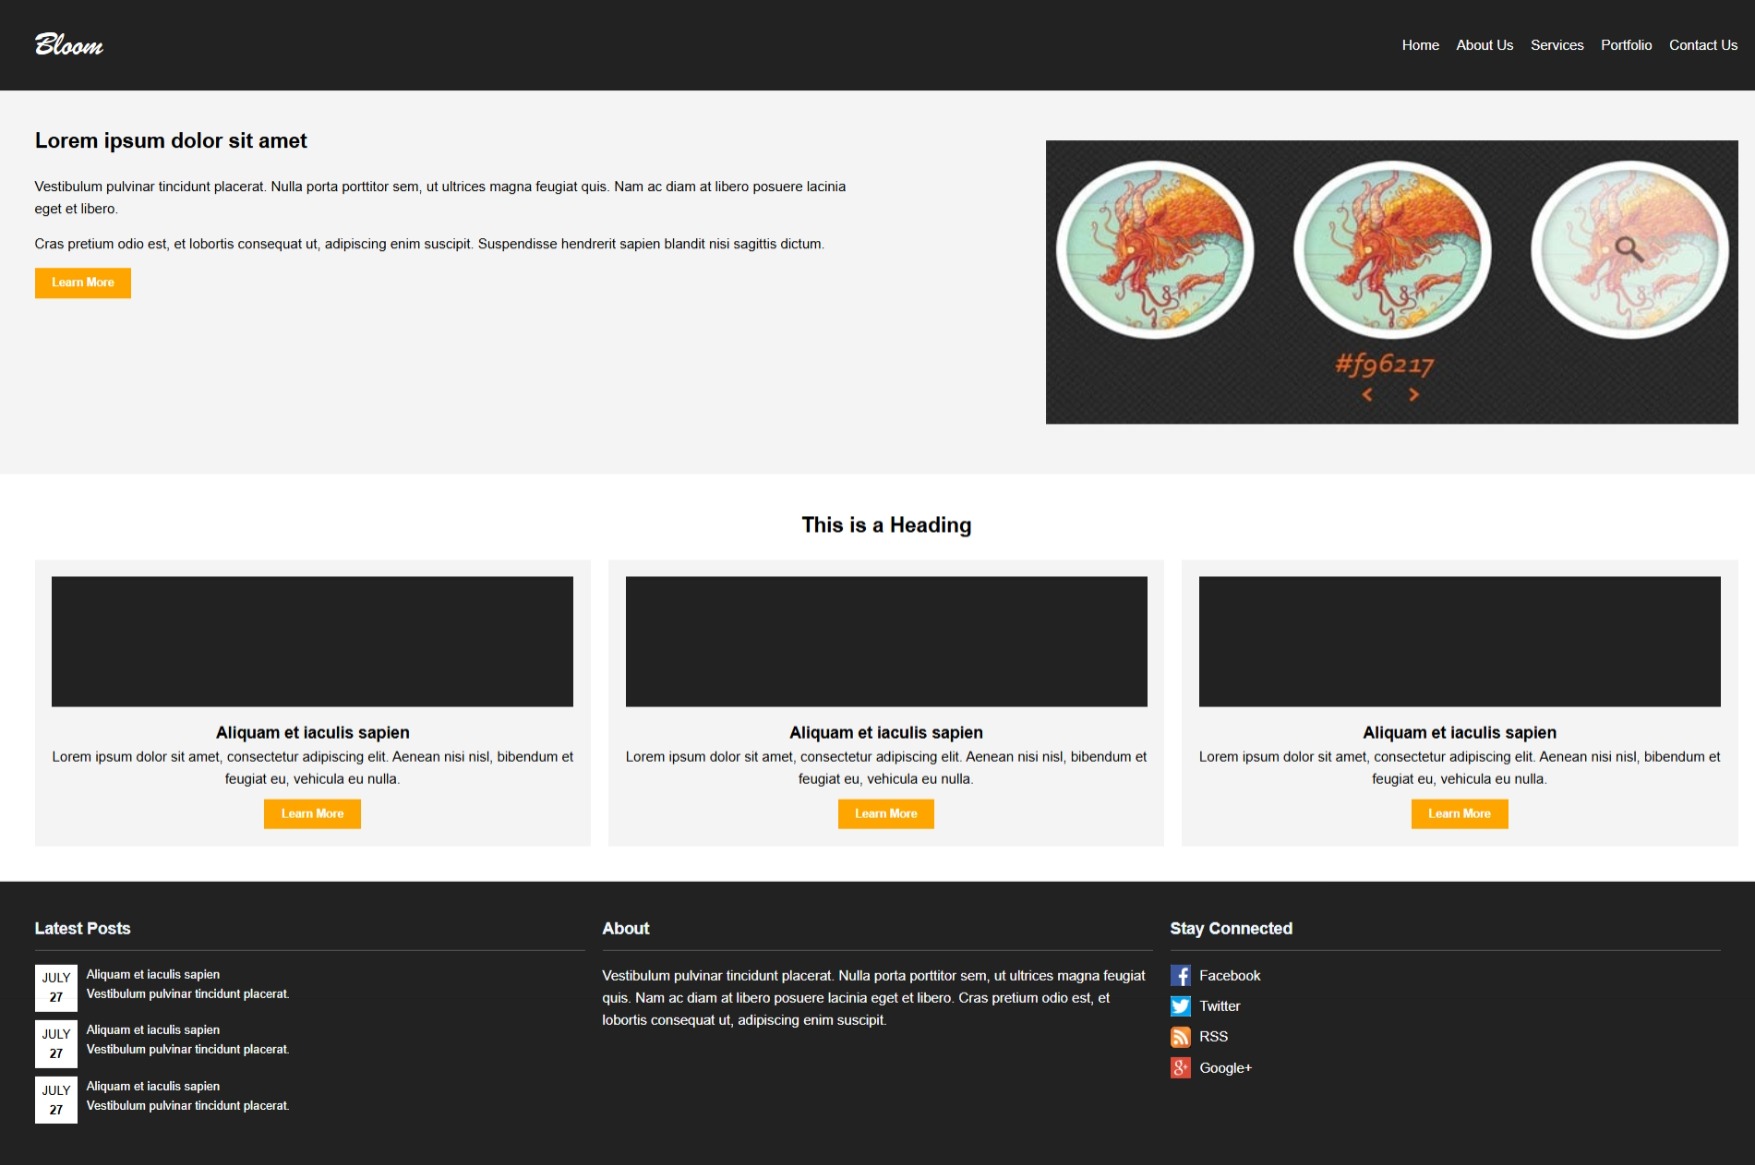 Bloom
Home About Us Services Portfolio Contact Us
Lorem ipsum dolor sit amet
Vestibulum pulvinar tincidunt placerat. Nulla porta porttitor sem, ut ultrices magna feugiat quis. Nam ac diam at libero posuere lacinia
eget et libero.
Cras pretium odio est, et lobortis consequat ut, adipiscing enim suscipit. Suspendisse hendrerit sapien blandit nisi sagittis dictum.
Learn More
#f96217
This is a Heading
Aliquam et iaculis sapien
Lorem ipsum dolor sit amet, consectetur adipiscing elit. Aenean nisi nisl, bibendum et
feugiat eu, vehicula eu nulla.
Learn More
Aliquam et iaculis sapien
Lorem ipsum dolor sit amet, consectetur adipiscing elit. Aenean nisi nisl, bibendum et
feugiat eu, vehicula eu nulla.
Learn More
Aliquam et iaculis sapien
Lorem ipsum dolor sit amet, consectetur adipiscing elit. Aenean nisi nisl, bibendum et
feugiat eu, vehicula eu nulla.
Learn More
Latest Posts
JULY
27
Aliquam et iaculis sapien
Vestibulum pulvinar tincidunt placerat.
JULY
27
Aliquam et iaculis sapien
Vestibulum pulvinar tincidunt placerat.
JULY
27
Aliquam et iaculis sapien
Vestibulum pulvinar tincidunt placerat.
About
Vestibulum pulvinar tincidunt placerat. Nulla porta porttitor sem, ut ultrices magna feugiat
quis. Nam ac diam at libero posuere lacinia eget et libero. Cras pretium odio est, et
lobortis consequat ut, adipiscing enim suscipit.
Stay Connected
Facebook
Twitter
RSS
Google+